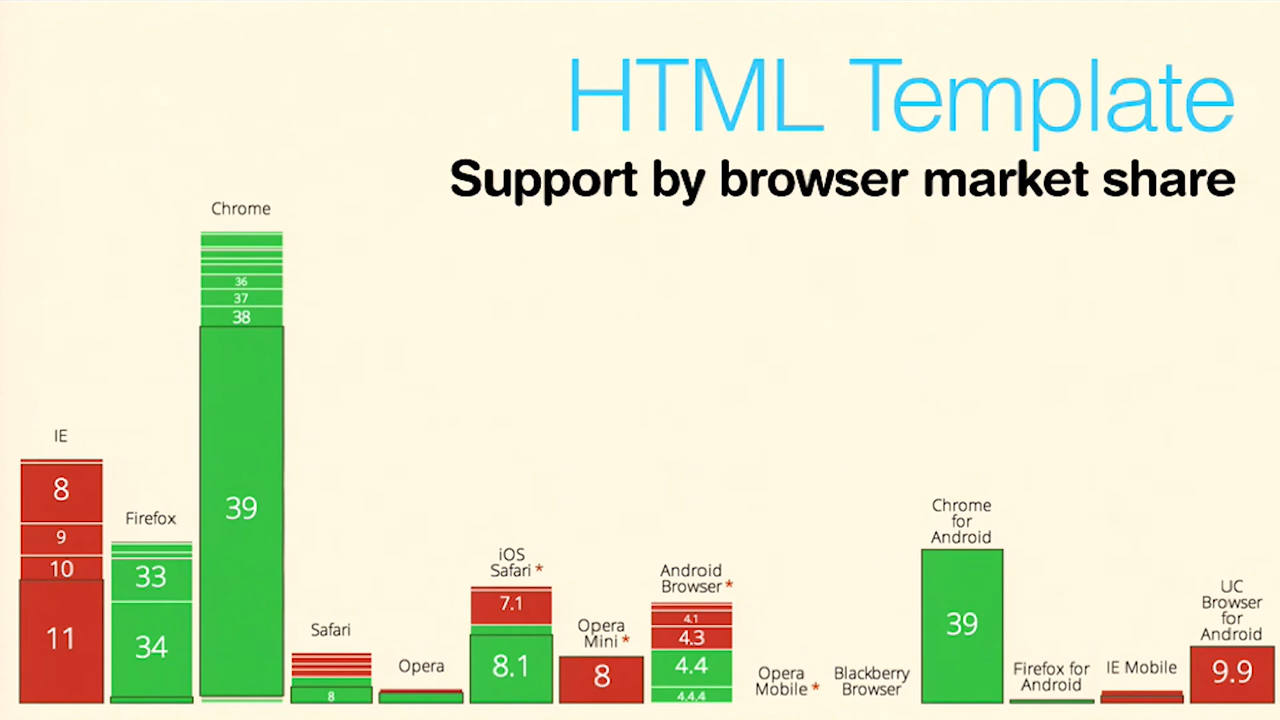 HTML Template
Support by browser market share
IE
8
9
10
11
Firefox
33
34
Chrome
36
37
38
39
Safari
8
Opera
iOS
Safari *
7.1
8.1
Opera
Mini *
8
Android
Browser *
4.1
4.3
4.4
4.4.4
Opera
Mobile *
Blackberry
Browser
Chrome
for
Android
39
Firefox for
Android
IE Mobile
UC
Browser
for
Android
9.9